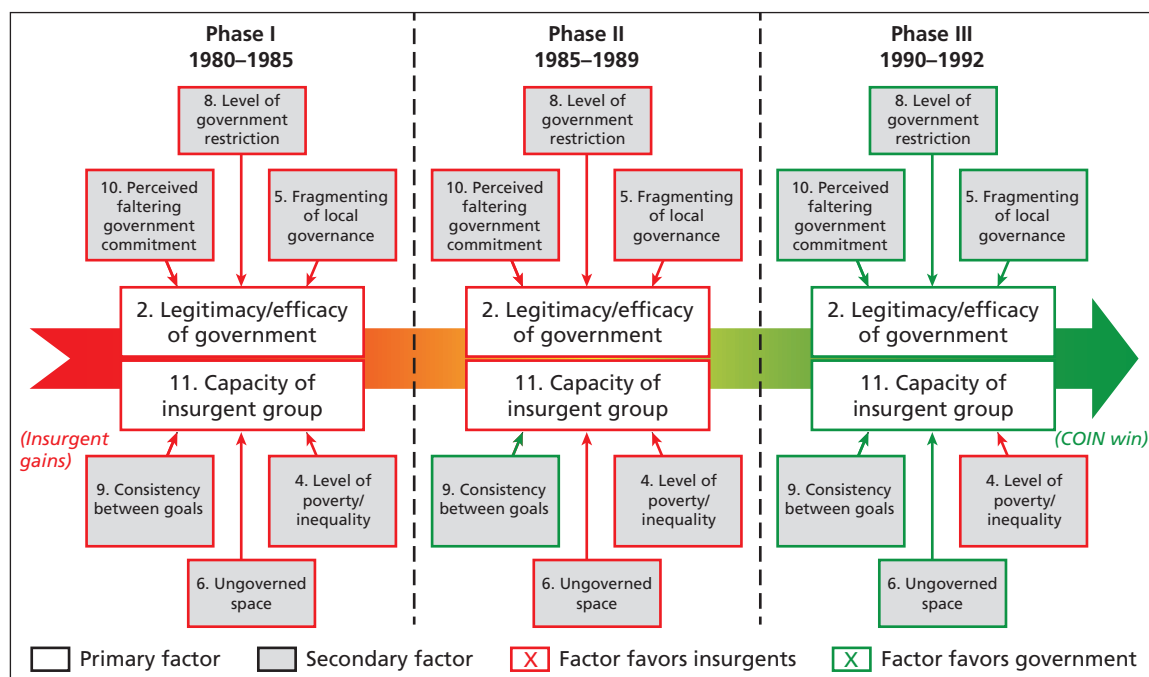 Phase I
1980–1985
8. Level of
government
restriction
10. Perceived
faltering
government
commitment
5. Fragmenting
of local
governance
2. Legitimacy/efficacy
of government
11. Capacity of
insurgent group
(Insurgent
gains)
9. Consistency
between goals
4. Level of
poverty/
inequality
6. Ungoverned
space
Phase II
1985–1989
8. Level of
government
restriction
10. Perceived
faltering
government
commitment
5. Fragmenting
of local
governance
2. Legitimacy/efficacy
of government
11. Capacity of
insurgent group
9. Consistency
between goals
4. Level of
poverty/
inequality
6. Ungoverned
space
Phase III
1990–1992
8. Level of
government
restriction
10. Perceived
faltering
government
commitment
5. Fragmenting
of local
governance
2. Legitimacy/efficacy
of government
11. Capacity of
insurgent group
(COIN win)
9. Consistency
between goals
4. Level of
poverty/
inequality
6. Ungoverned
space
Primary factor
Secondary factor
X Factor favors insurgents
X Factor favors government